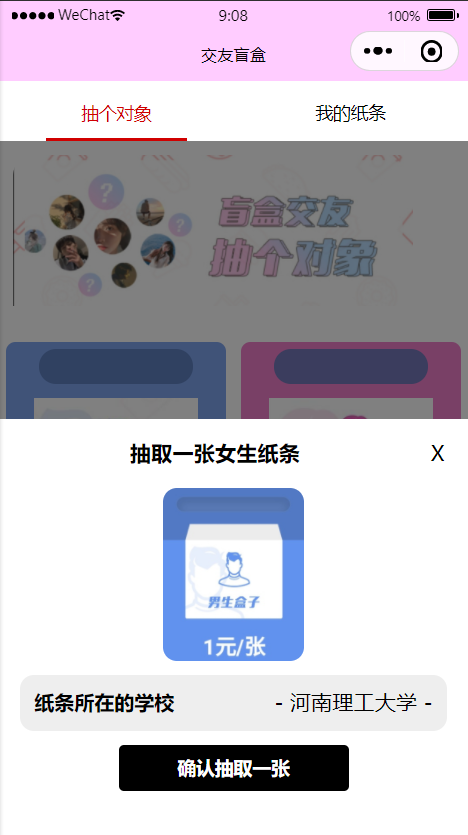 WeChat 9:08 100%
交友盲盒
抽个对象 我的纸条
? 盲盒交友
? 抽个对象
?
抽取一张女生纸条 X
男生盒子
1元/张
纸条所在的学校 - 河南理工大学 -
确认抽取一张